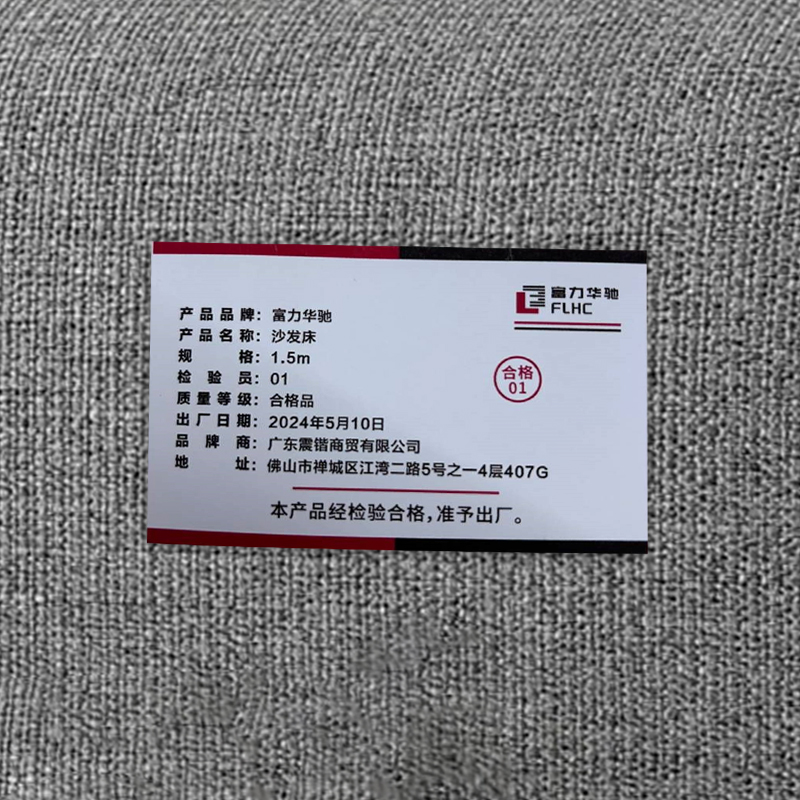 富力华驰
FLHC
产品品牌：富力华驰
产品名称：沙发床
规格：1.5m
检验员：01
质量等级：合格品
出厂日期：2024年5月10日
品牌商：广东震锴商贸有限公司
地址：佛山市禅城区江湾二路5号之一4层407G
合格
01
本产品经检验合格，准予出厂。